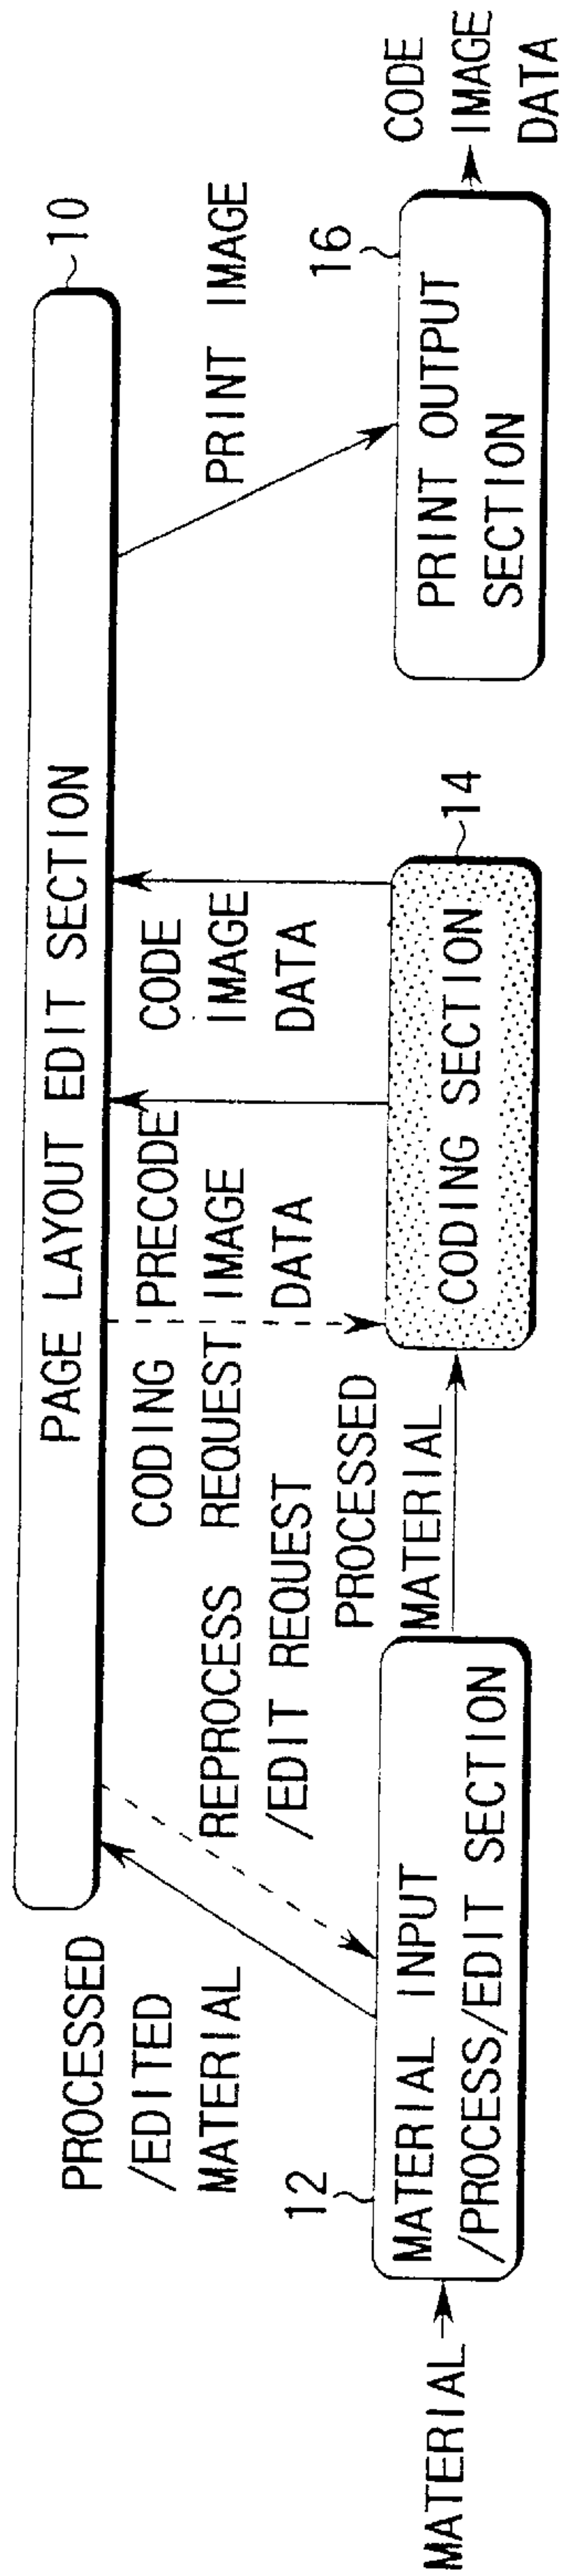 PAGE LAYOUT EDIT SECTION
10
PROCESSED
/EDITED
MATERIAL
REPROCESS
/EDIT REQUEST
CODING
REQUEST
PRECODE
IMAGE
DATA
CODE
IMAGE
DATA
PRINT IMAGE
MATERIAL
12
MATERIAL INPUT
/PROCESS/EDIT SECTION
PROCESSED
MATERIAL
CODING SECTION
14
PRINT OUTPUT
SECTION
16
CODE
IMAGE
DATA